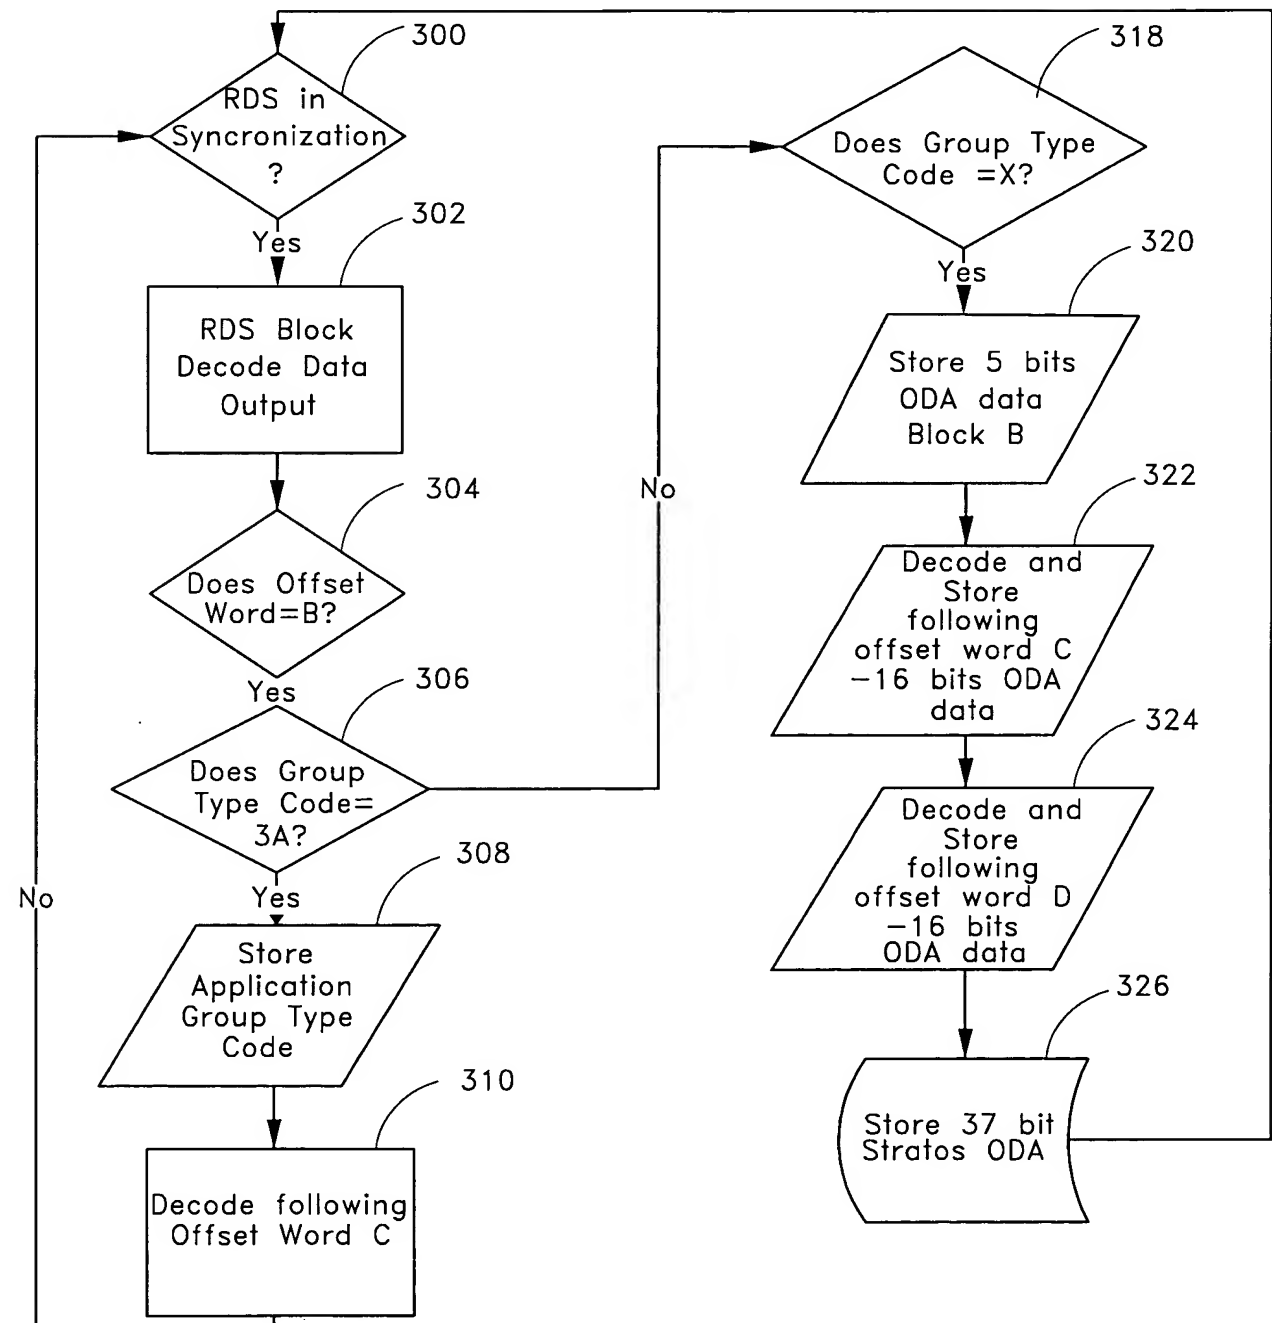 300
RDS in
Syncronization
?
Yes
302
RDS Block
Decode Data
Output
304
Does Offset
Word=B?
Yes
306
Does Group
Type Code=
3A?
No
Yes
308
Store
Application
Group Type
Code
310
Decode following
Offset Word C
No
318
Does Group Type
Code =X?
Yes
320
Store 5 bits
ODA data
Block B
322
Decode and
Store
following
offset word C
-16 bits ODA
data
324
Decode and
Store
following
offset word D
-16 bits
ODA data
326
Store 37 bit
Stratos ODA